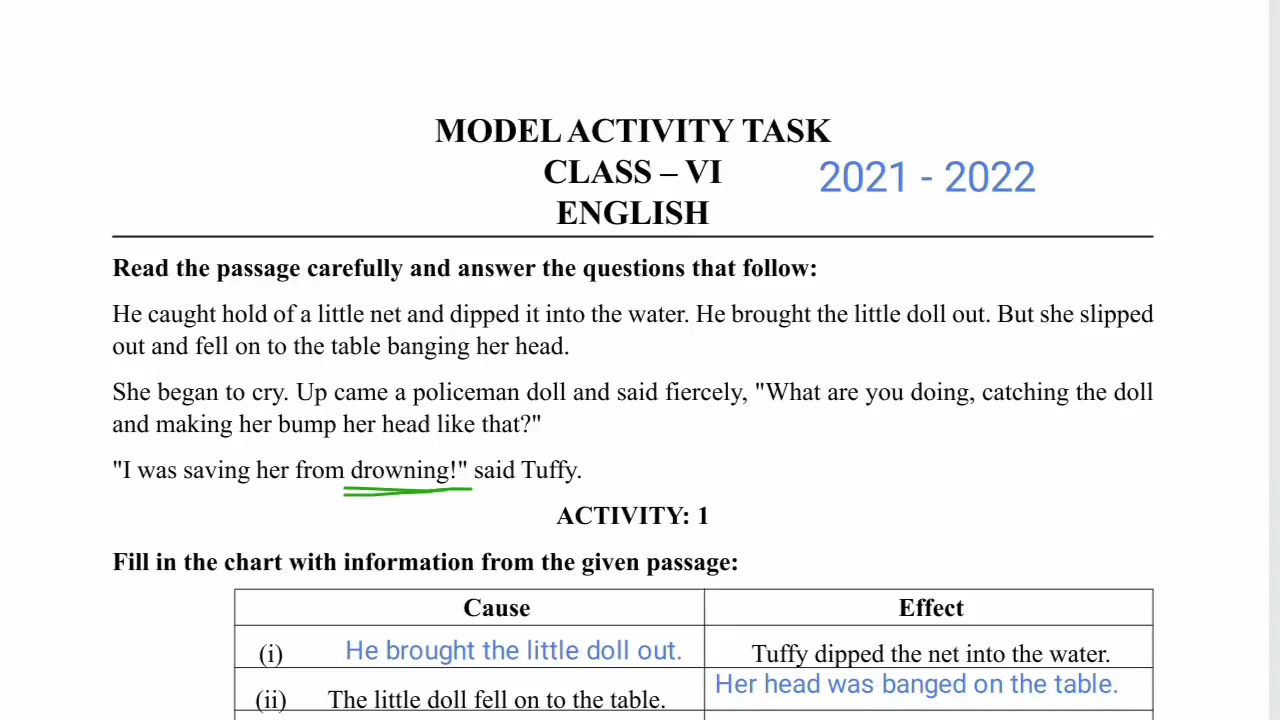 MODEL ACTIVITY TASK
CLASS – VI
2021 - 2022
ENGLISH
Read the passage carefully and answer the questions that follow:
He caught hold of a little net and dipped it into the water. He brought the little doll out. But she slipped
out and fell on to the table banging her head.
She began to cry. Up came a policeman doll and said fiercely, "What are you doing, catching the doll
and making her bump her head like that?"
"I was saving her from drowning!" said Tuffy.
ACTIVITY: 1
Fill in the chart with information from the given passage:
Cause Effect
(i) He brought the little doll out. Tuffy dipped the net into the water.
(ii) The little doll fell on to the table. Her head was banged on the table.